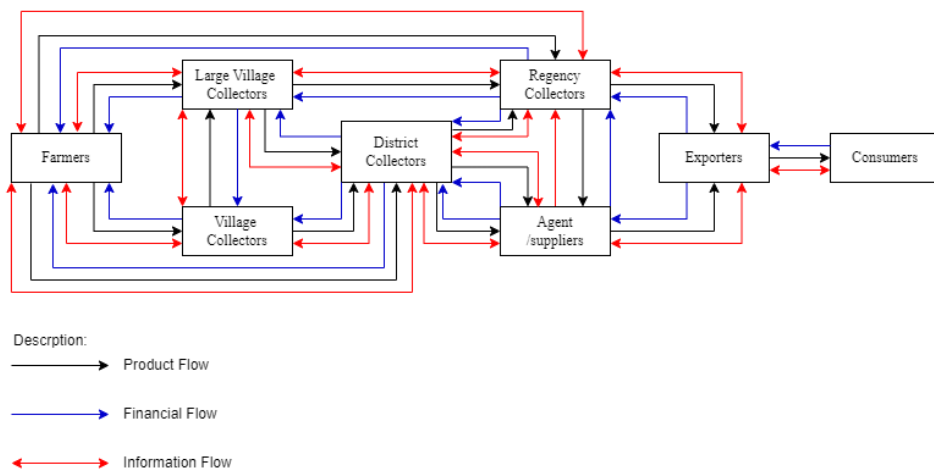 Large Village
Collectors
Regency
Collectors
Farmers
District
Collectors
Exporters
Consumers
Village
Collectors
Agent
/suppliers
Descrption:
Product Flow
Financial Flow
Information Flow